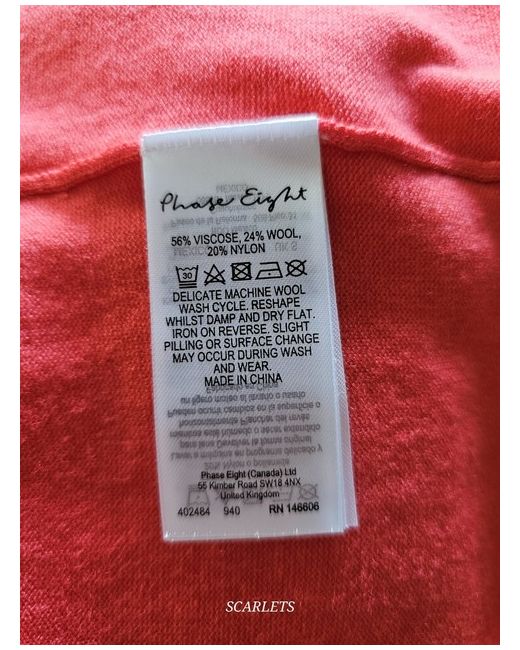 Phase Eight
56% VISCOSE, 24% WOOL,
20% NYLON
30
DELICATE MACHINE WOOL
WASH CYCLE. RESHAPE
WHILST DAMP AND DRY FLAT.
IRON ON REVERSE. SLIGHT
PILLING OR SURFACE CHANGE
MAY OCCUR DURING WASH
AND WEAR.
MADE IN CHINA
Phase Eight (Canada) Ltd
55 Kimber Road SW18 4NX
United Kingdom
402484 940 RN 146606
SCARLETS